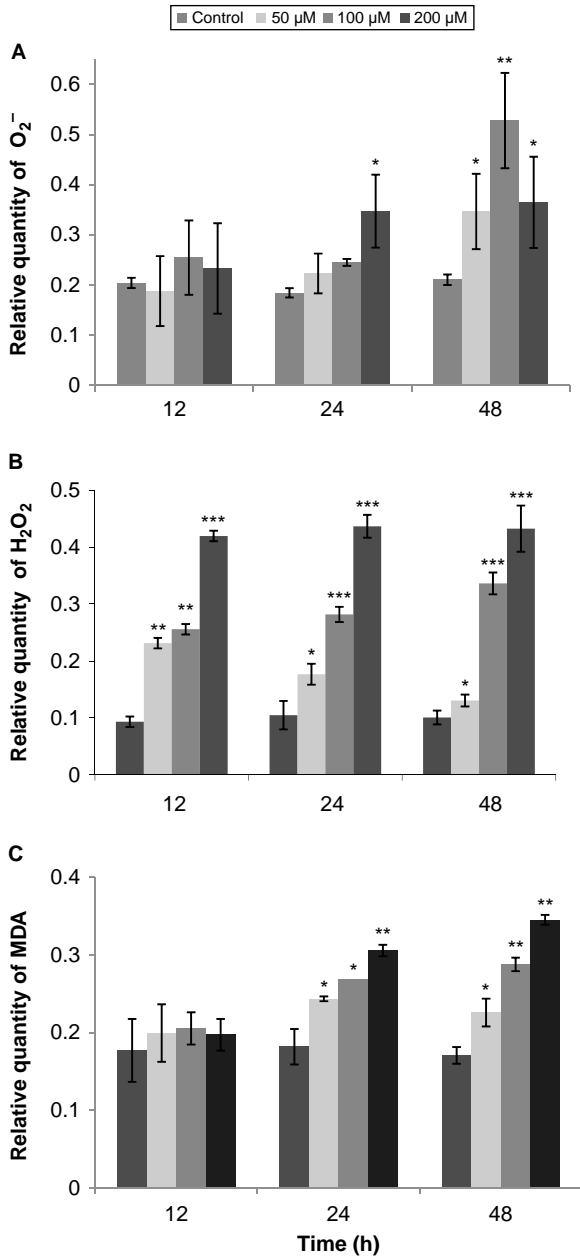 Control 50 µM 100 µM 200 µM
A
Relative quantity of O₂⁻
0.6
0.5
0.4
0.3
0.2
0.1
0
*
*
**
*
12 24 48
B
Relative quantity of H₂O₂
0.5
0.4
0.3
0.2
0.1
0
** ** ***
* *** ***
* *** ***
12 24 48
C
Relative quantity of MDA
0.4
0.3
0.2
0.1
0
* * **
* ** **
12 24 48
Time (h)